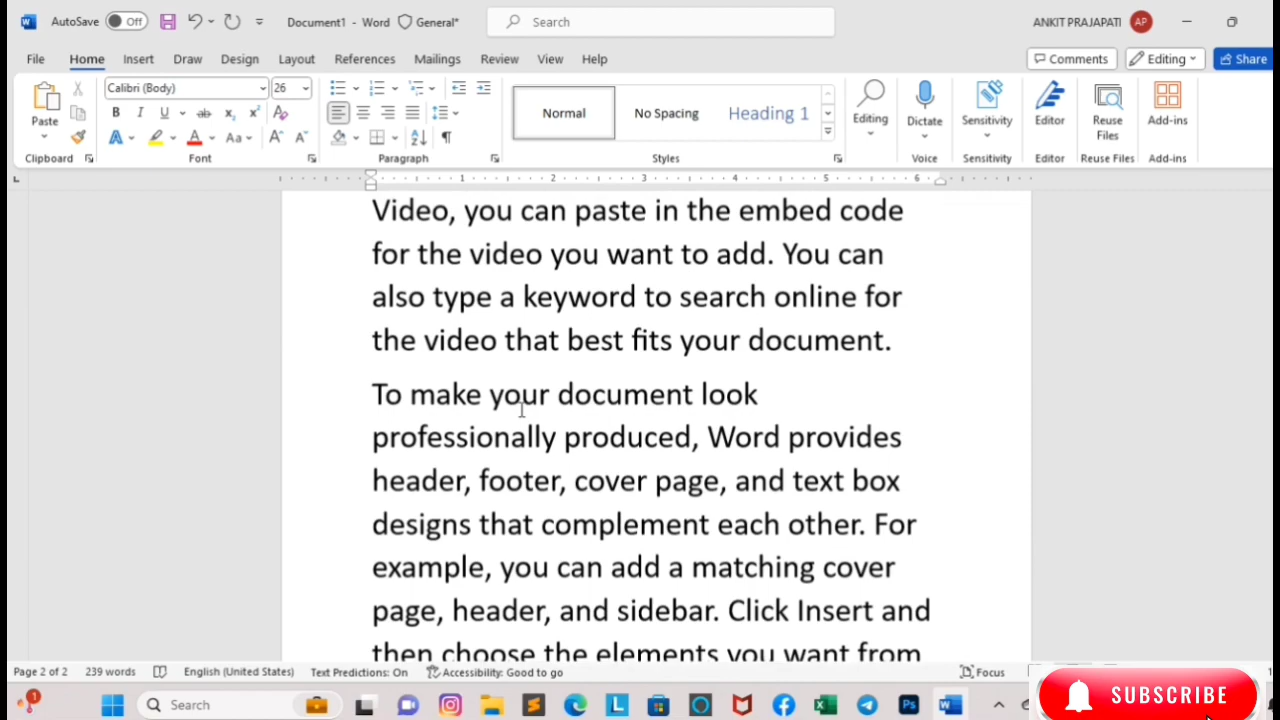 AutoSave Off Document1 - Word General* Search ANKIT PRAJAPATI AP
File Home Insert Draw Design Layout References Mailings Review View Help Comments Editing Share
Calibri (Body) 26
Normal No Spacing Heading 1
Paste Editing Dictate Sensitivity Editor Reuse Files Add-ins
Clipboard Font Paragraph Styles Voice Sensitivity Editor Reuse Files Add-ins
1 2 3 4 5 6
Video, you can paste in the embed code
for the video you want to add. You can
also type a keyword to search online for
the video that best fits your document.
To make your document look
professionally produced, Word provides
header, footer, cover page, and text box
designs that complement each other. For
example, you can add a matching cover
page, header, and sidebar. Click Insert and
then choose the elements you want from
Page 2 of 2 239 words English (United States) Text Predictions: On Accessibility: Good to go Focus
1 Search
SUBSCRIBE